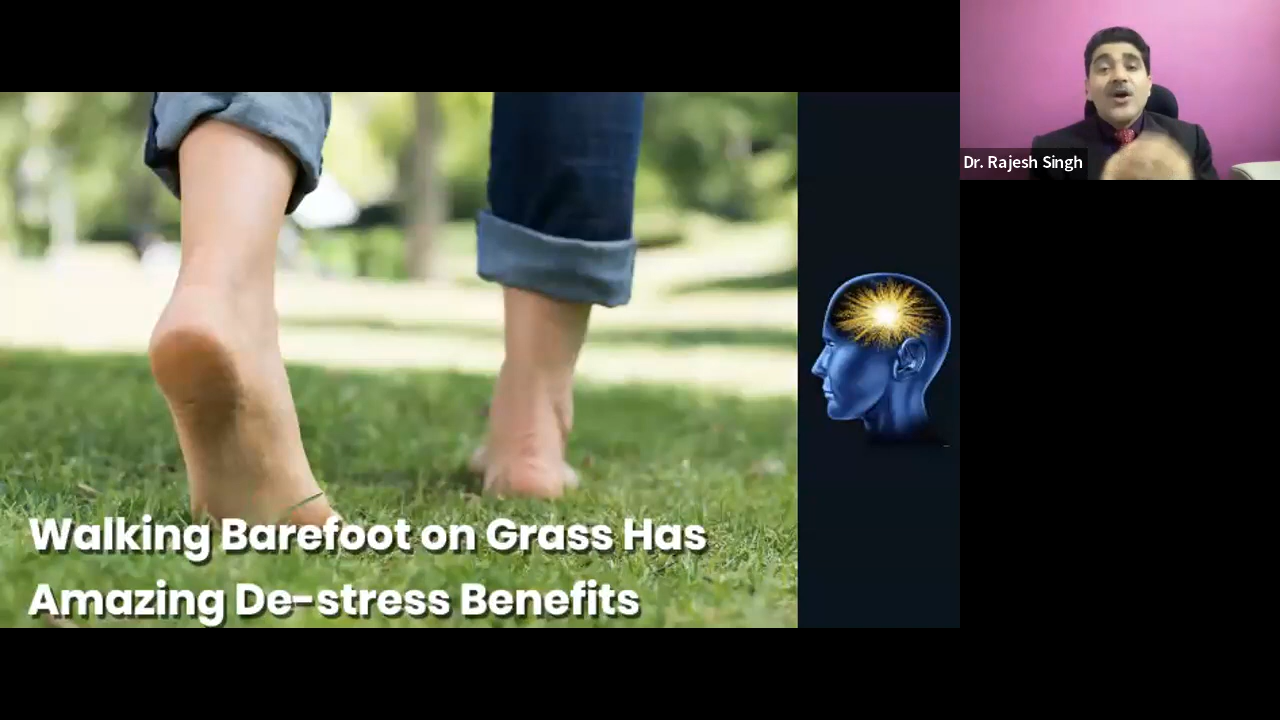 Dr. Rajesh Singh
Walking Barefoot on Grass Has
Amazing De-stress Benefits